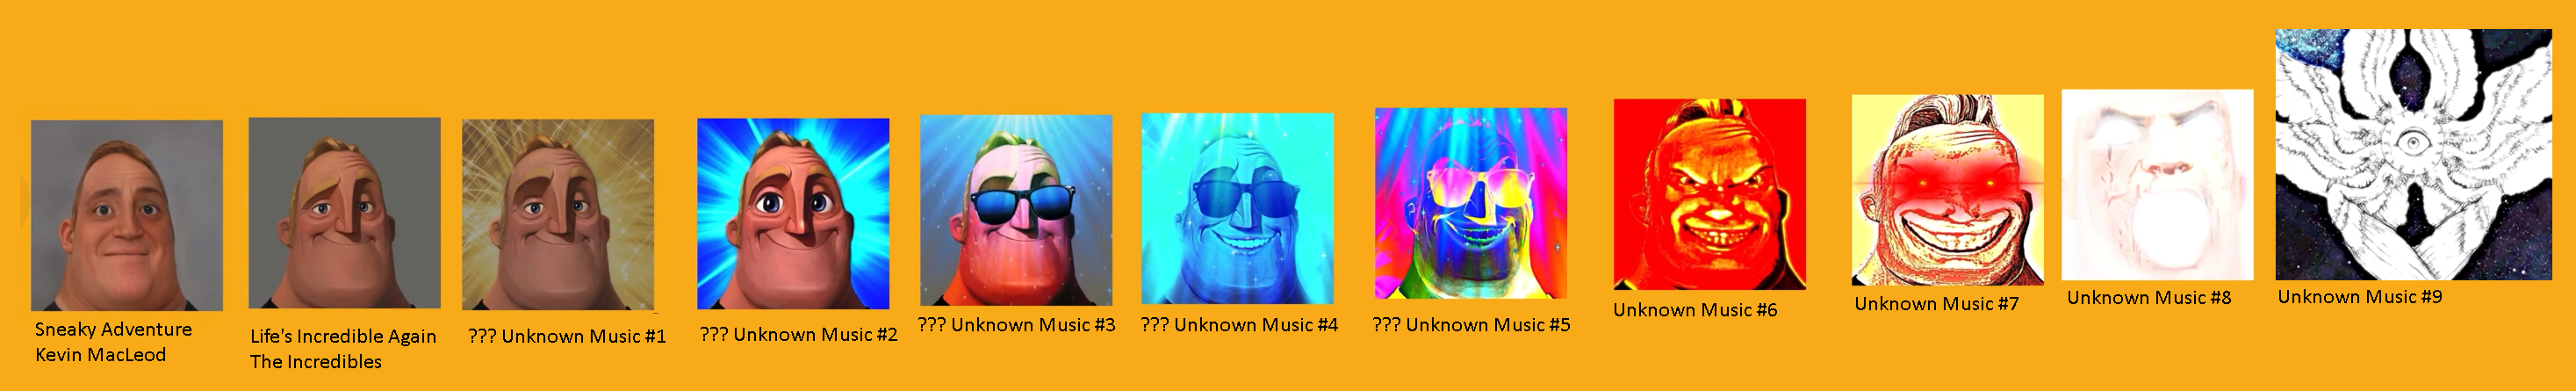 Sneaky Adventure
Kevin MacLeod
Life's Incredible Again
The Incredibles
??? Unknown Music #1
??? Unknown Music #2
??? Unknown Music #3
??? Unknown Music #4
??? Unknown Music #5
Unknown Music #6
Unknown Music #7
Unknown Music #8
Unknown Music #9